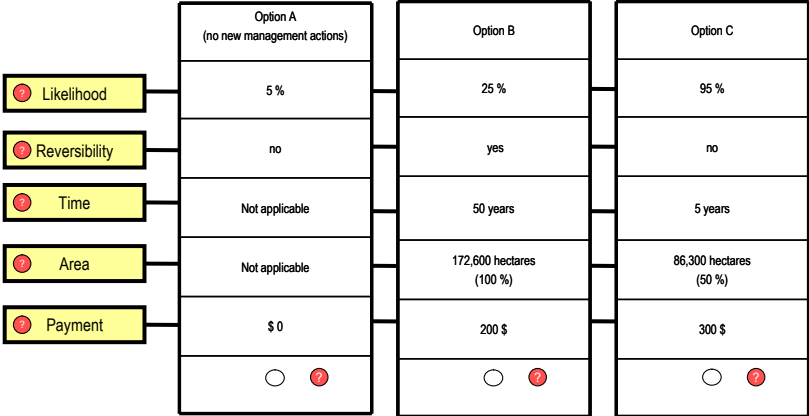 Option A
(no new management actions)
Option B
Option C
? Likelihood
5 %
25 %
95 %
? Reversibility
no
yes
no
? Time
Not applicable
50 years
5 years
? Area
Not applicable
172,600 hectares
(100 %)
86,300 hectares
(50 %)
? Payment
$ 0
200 $
300 $
?
?
?